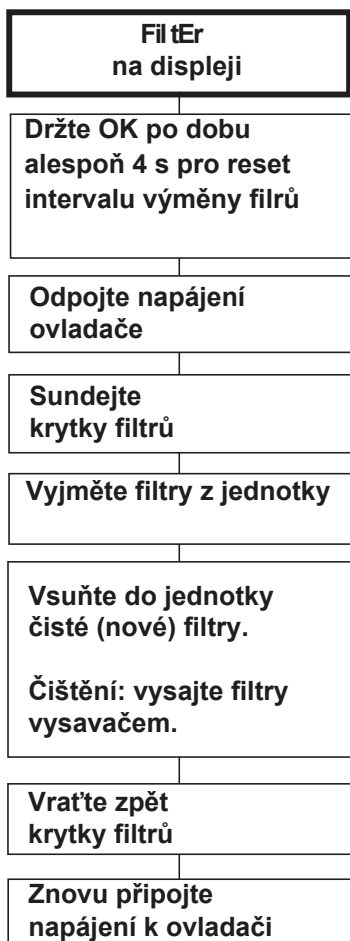 FiltEr
na displeji
Držte OK po dobu
alespoň 4 s pro reset
intervalu výměny filrů
Odpojte napájení
ovladače
Sundejte
krytky filtrů
Vyjměte filtry z jednotky
Vsuňte do jednotky
čisté (nové) filtry.
Čištění: vysajte filtry
vysavačem.
Vraťte zpět
krytky filtrů
Znovu připojte
napájení k ovladači